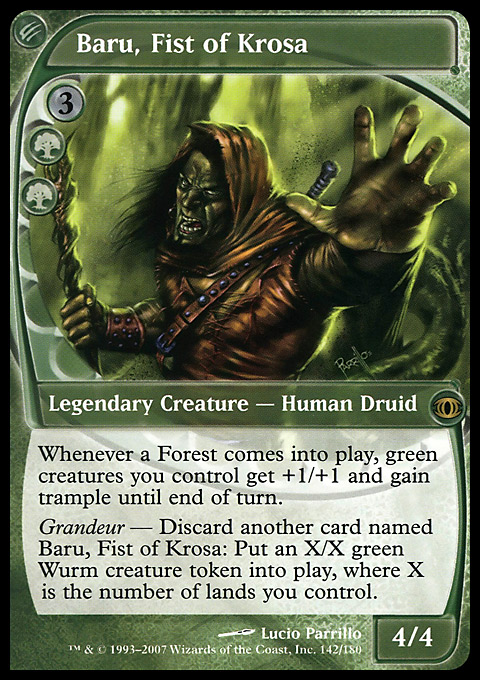 Baru, Fist of Krosa
3
Legendary Creature — Human Druid
Whenever a Forest comes into play, green
creatures you control get +1/+1 and gain
trample until end of turn.
Grandeur — Discard another card named
Baru, Fist of Krosa: Put an X/X green
Wurm creature token into play, where X
is the number of lands you control.
Lucio Parrillo
4/4
™ & © 1993–2007 Wizards of the Coast, Inc. 142/180
PARRILLO